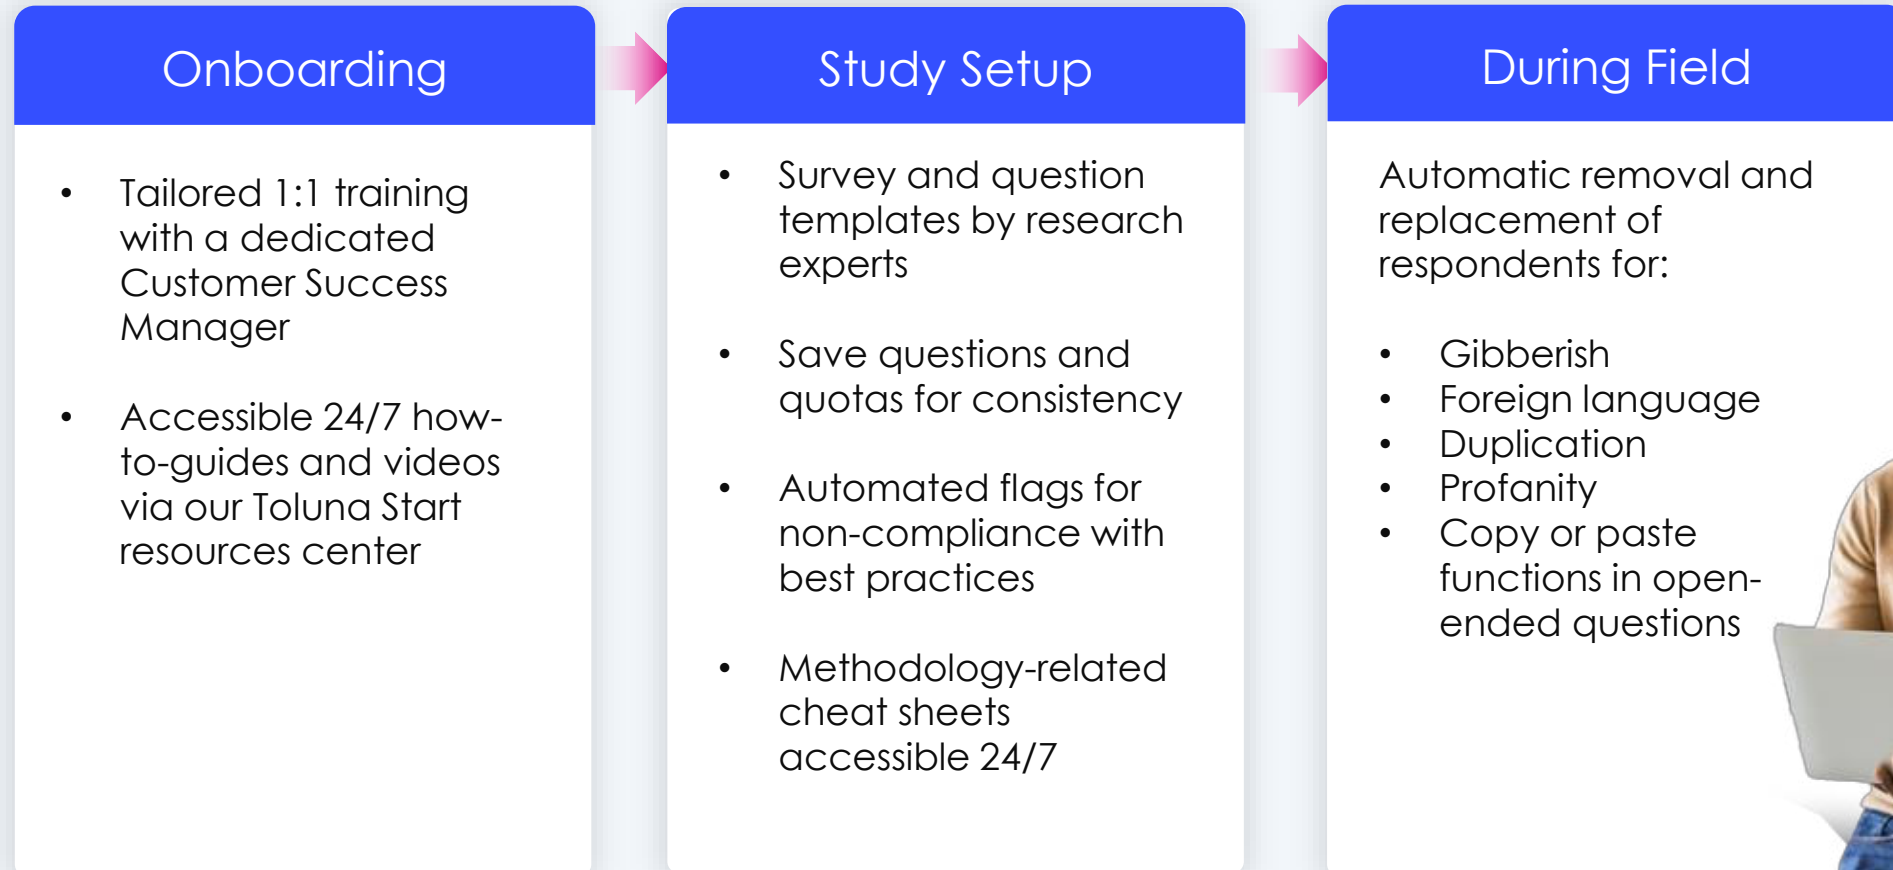 Onboarding
• Tailored 1:1 training
with a dedicated
Customer Success
Manager
• Accessible 24/7 how-
to-guides and videos
via our Toluna Start
resources center
Study Setup
• Survey and question
templates by research
experts
• Save questions and
quotas for consistency
• Automated flags for
non-compliance with
best practices
• Methodology-related
cheat sheets
accessible 24/7
During Field
Automatic removal and
replacement of
respondents for:
• Gibberish
• Foreign language
• Duplication
• Profanity
• Copy or paste
functions in open-
ended questions